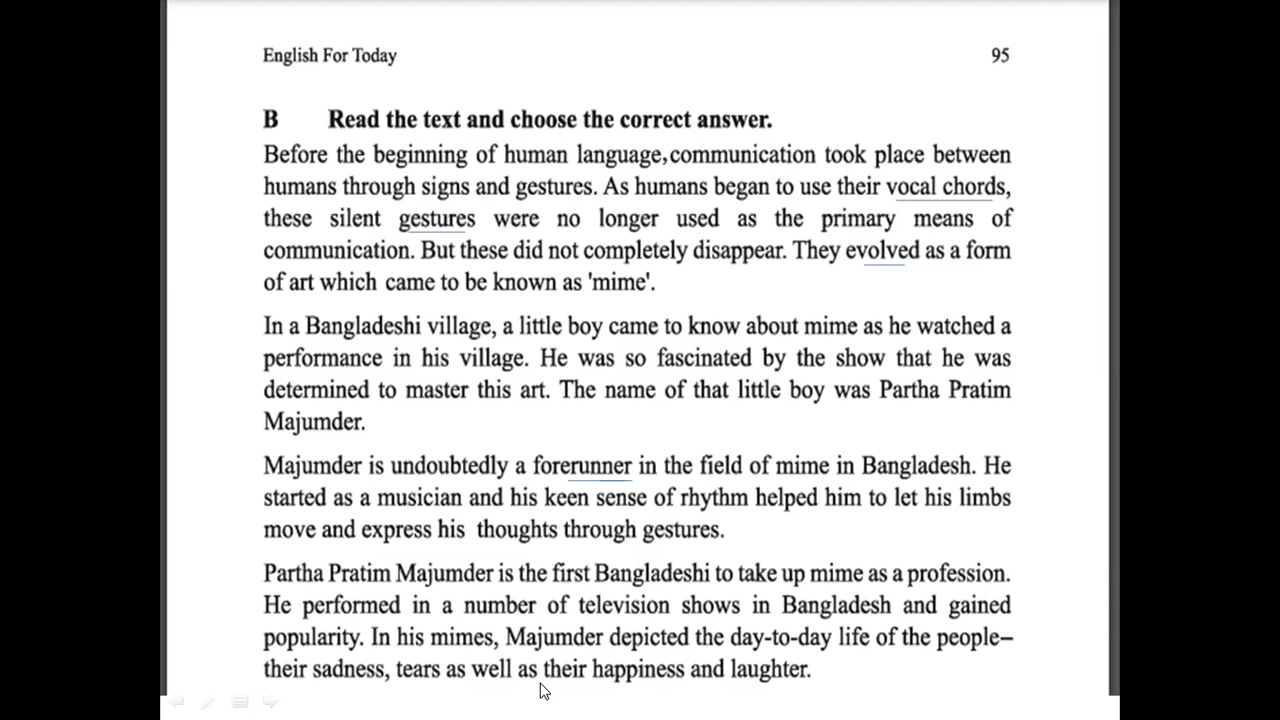 English For Today 95
B Read the text and choose the correct answer.
Before the beginning of human language,communication took place between
humans through signs and gestures. As humans began to use their vocal chords,
these silent gestures were no longer used as the primary means of
communication. But these did not completely disappear. They evolved as a form
of art which came to be known as 'mime'.
In a Bangladeshi village, a little boy came to know about mime as he watched a
performance in his village. He was so fascinated by the show that he was
determined to master this art. The name of that little boy was Partha Pratim
Majumder.
Majumder is undoubtedly a forerunner in the field of mime in Bangladesh. He
started as a musician and his keen sense of rhythm helped him to let his limbs
move and express his thoughts through gestures.
Partha Pratim Majumder is the first Bangladeshi to take up mime as a profession.
He performed in a number of television shows in Bangladesh and gained
popularity. In his mimes, Majumder depicted the day-to-day life of the people–
their sadness, tears as well as their happiness and laughter.